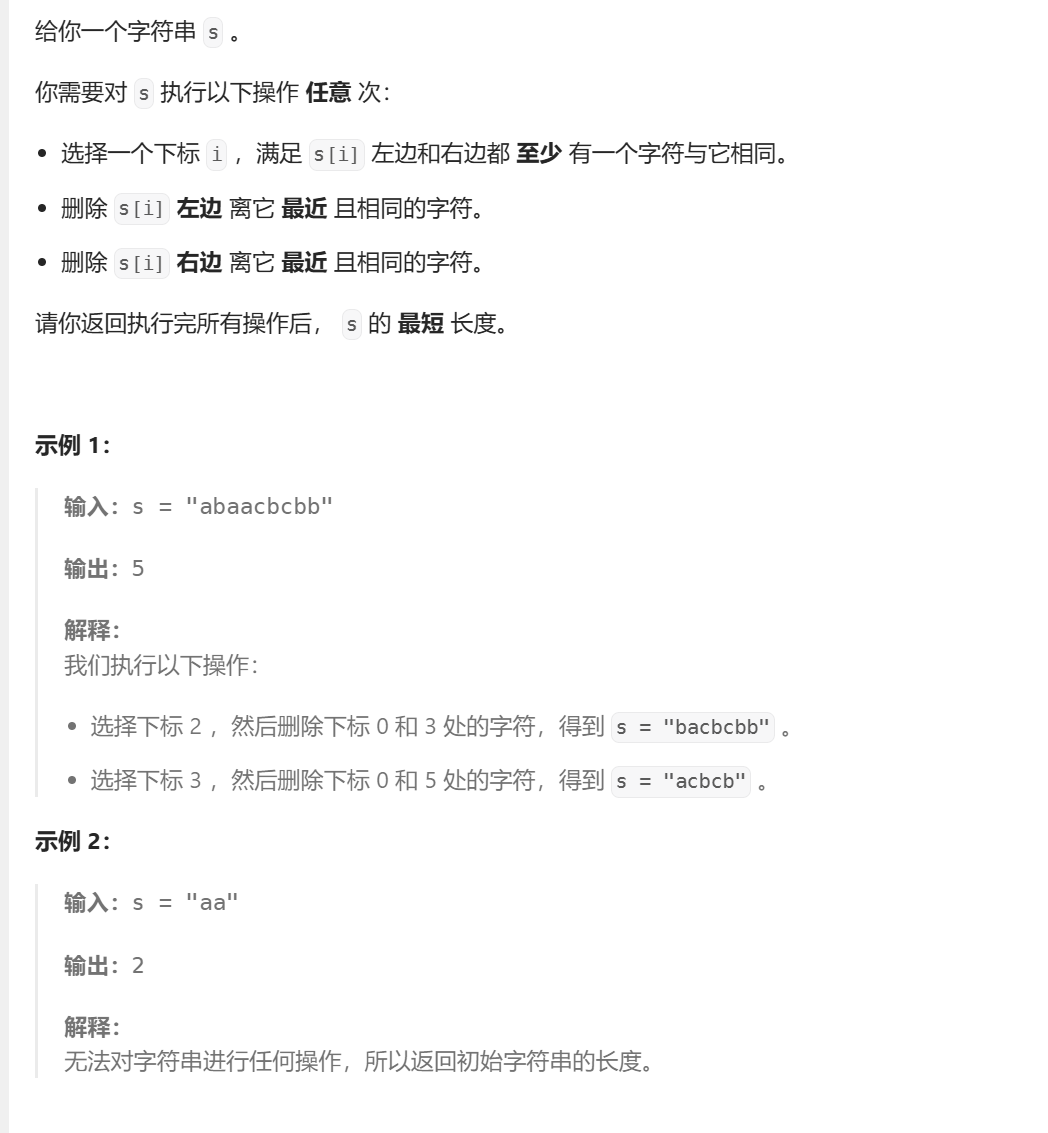 给你一个字符串 s 。
你需要对 s 执行以下操作 任意 次：
选择一个下标 i ，满足 s[i] 左边和右边都 至少 有一个字符与它相同。
删除 s[i] 左边 离它 最近 且相同的字符。
删除 s[i] 右边 离它 最近 且相同的字符。
请你返回执行完所有操作后， s 的 最短 长度。
示例 1：
输入：s = "abaacbcbb"
输出：5
解释：
我们执行以下操作：
选择下标 2 ，然后删除下标 0 和 3 处的字符，得到 s = "bacbcbb" 。
选择下标 3 ，然后删除下标 0 和 5 处的字符，得到 s = "acbcb" 。
示例 2：
输入：s = "aa"
输出：2
解释：
无法对字符串进行任何操作，所以返回初始字符串的长度。